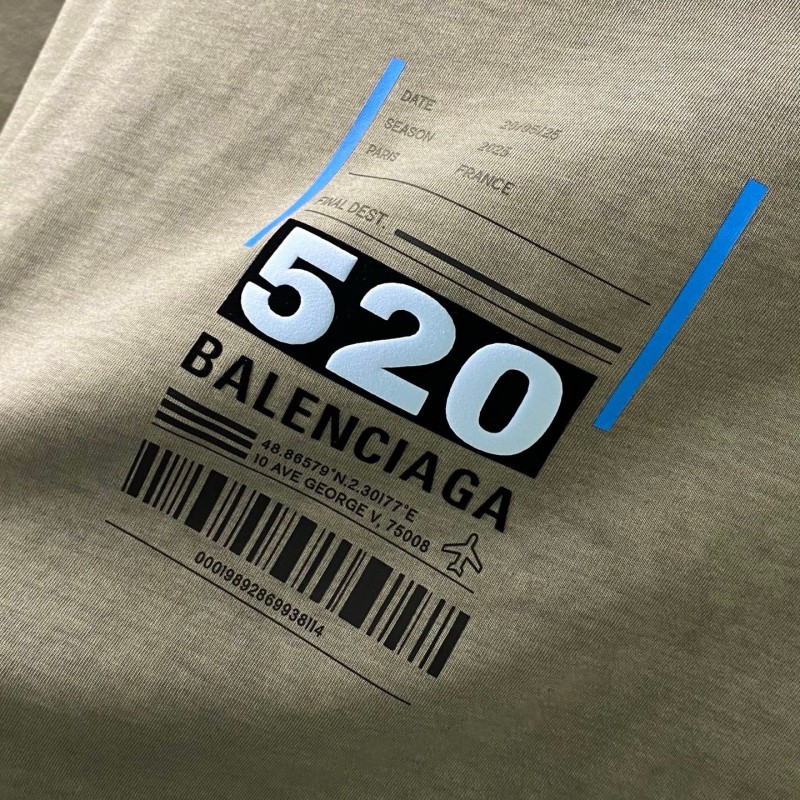 DATE 20/05/25
SEASON 2025
PARIS FRANCE
FINAL DEST.
520
BALENCIAGA
48.86579°N.2.30177°E
10 AVE GEORGE V, 75008
00019892869938114